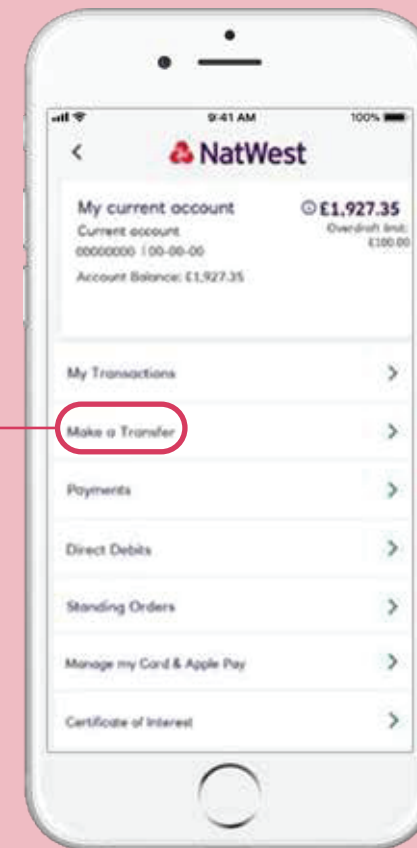 9:41 AM
100%
NatWest
My current account
£1,927.35
Current account
Overdraft limit:
£100.00
00000000 | 00-00-00
Account Balance: £1,927.35
My Transactions
Make a Transfer
Payments
Direct Debits
Standing Orders
Manage my Card & Apple Pay
Certificate of Interest